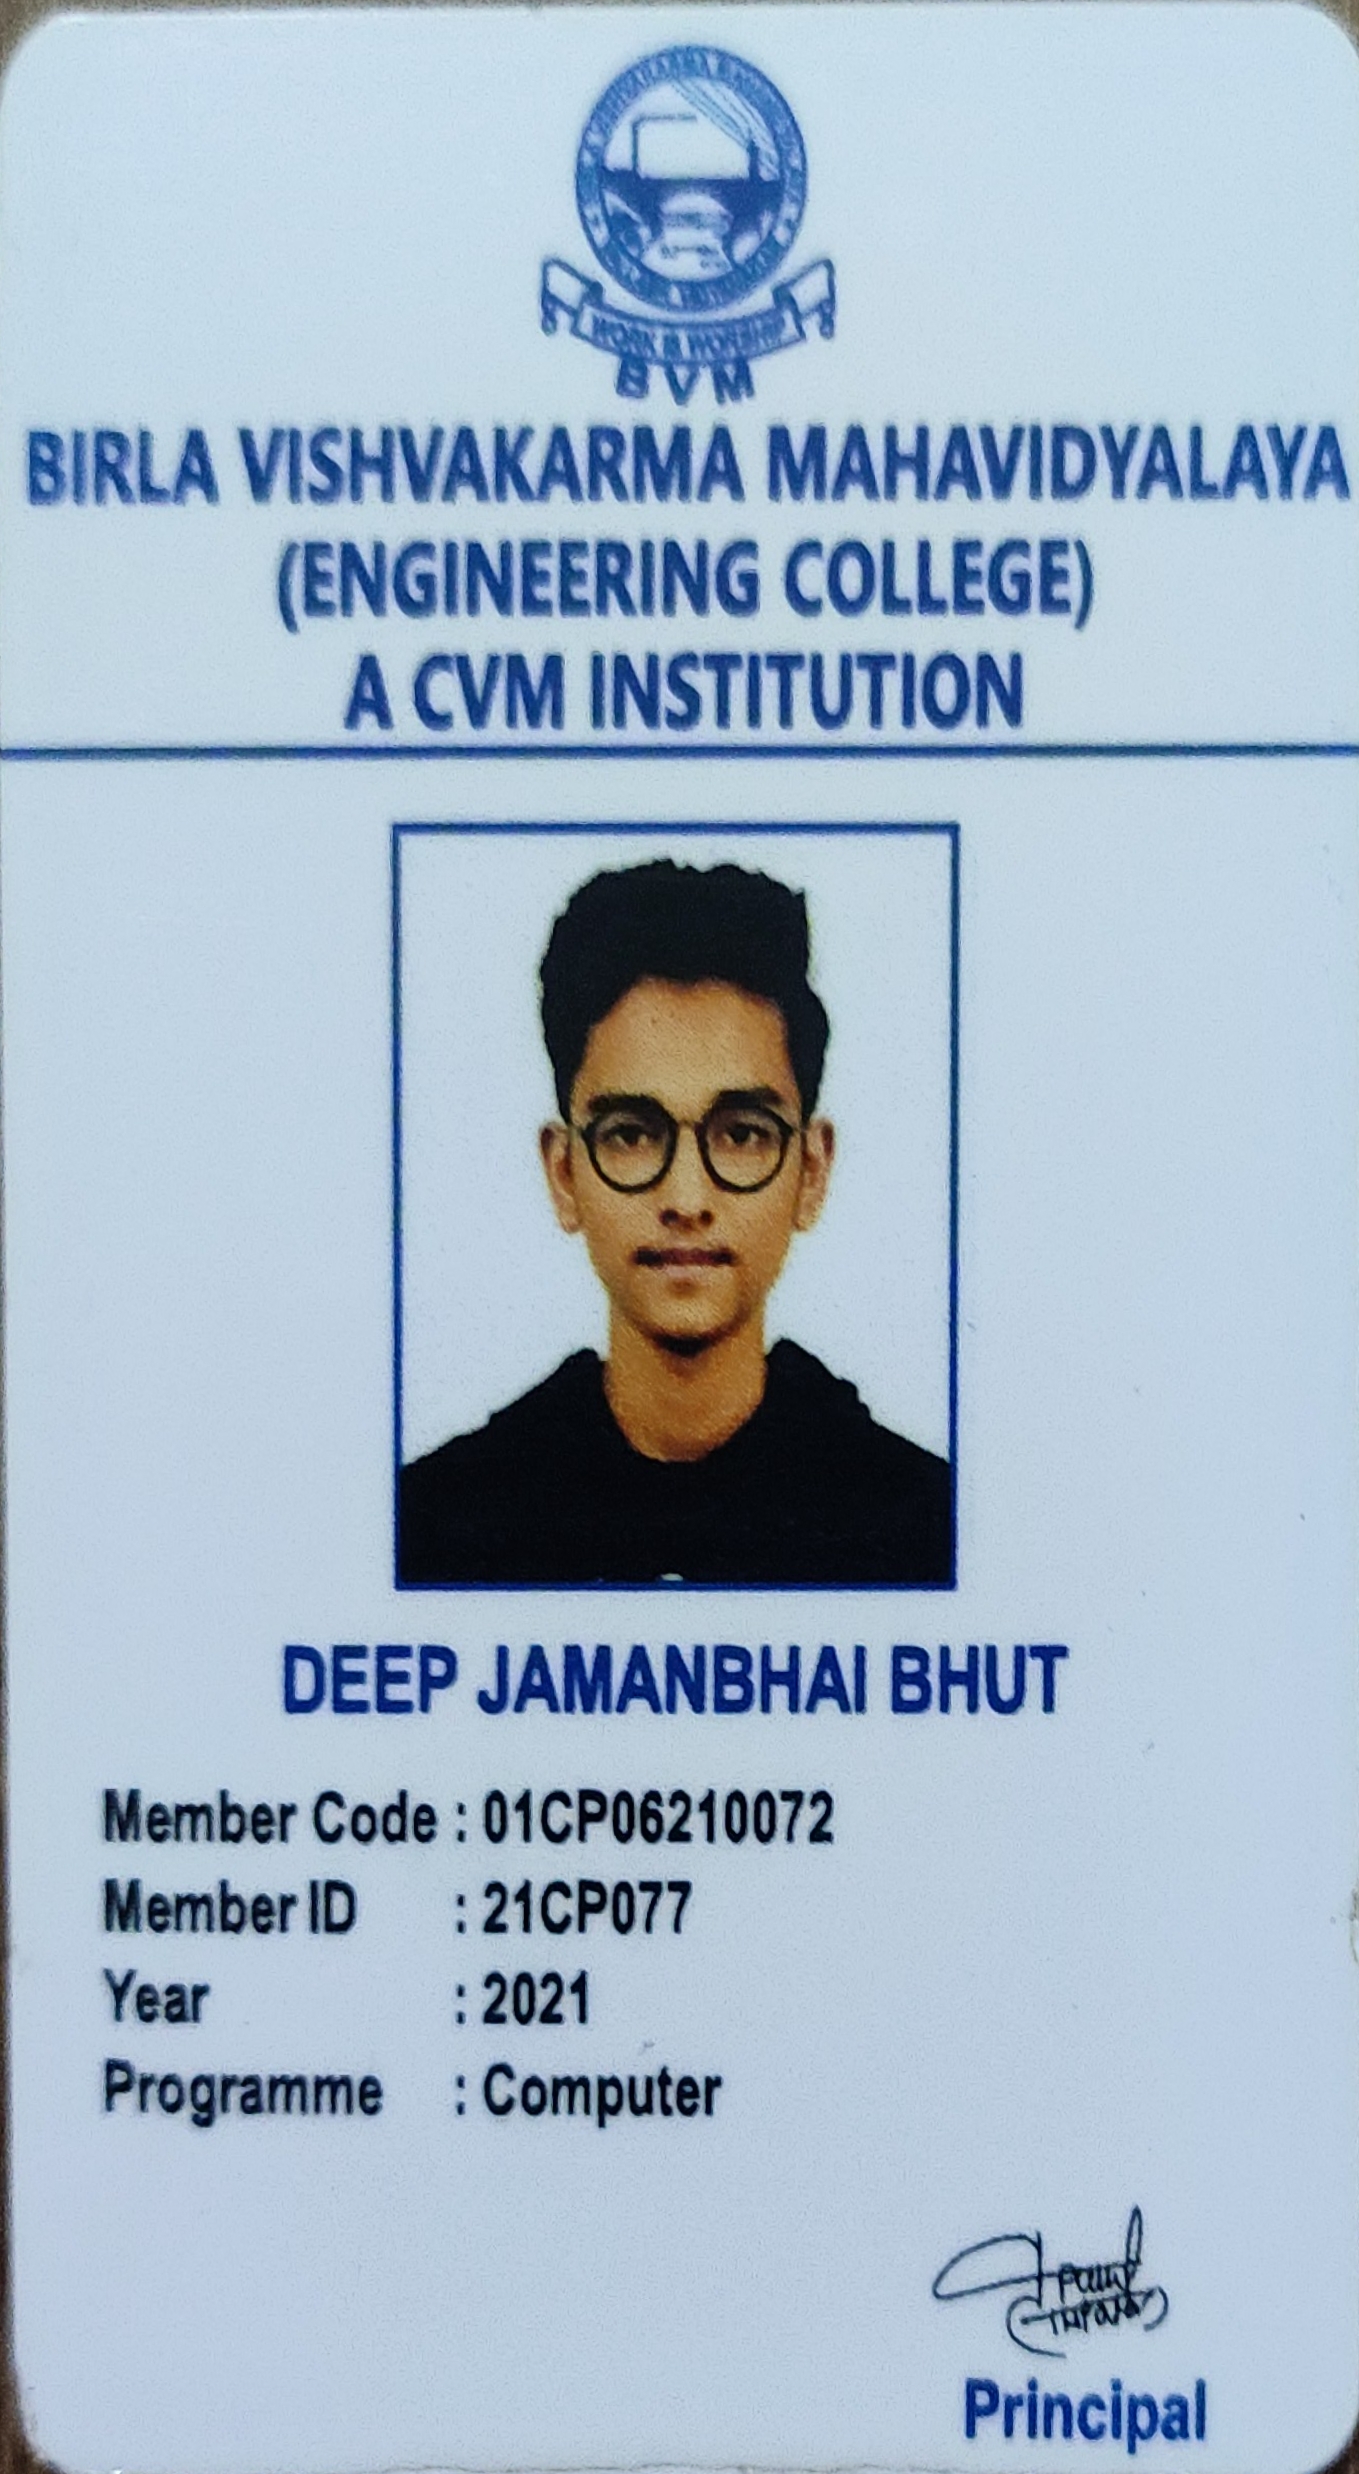 WORK IS WORSHIP
BVM
BIRLA VISHVAKARMA MAHAVIDYALAYA
(ENGINEERING COLLEGE)
A CVM INSTITUTION
DEEP JAMANBHAI BHUT
Member Code : 01CP06210072
Member ID : 21CP077
Year : 2021
Programme : Computer
Principal